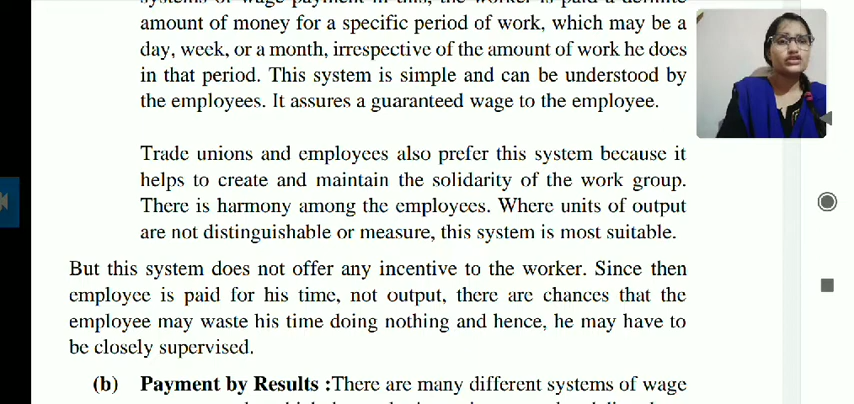 amount of money for a specific period of work, which may be a
day, week, or a month, irrespective of the amount of work he does
in that period. This system is simple and can be understood by
the employees. It assures a guaranteed wage to the employee.
Trade unions and employees also prefer this system because it
helps to create and maintain the solidarity of the work group.
There is harmony among the employees. Where units of output
are not distinguishable or measure, this system is most suitable.
But this system does not offer any incentive to the worker. Since then
employee is paid for his time, not output, there are chances that the
employee may waste his time doing nothing and hence, he may have to
be closely supervised.
(b) Payment by Results :There are many different systems of wage